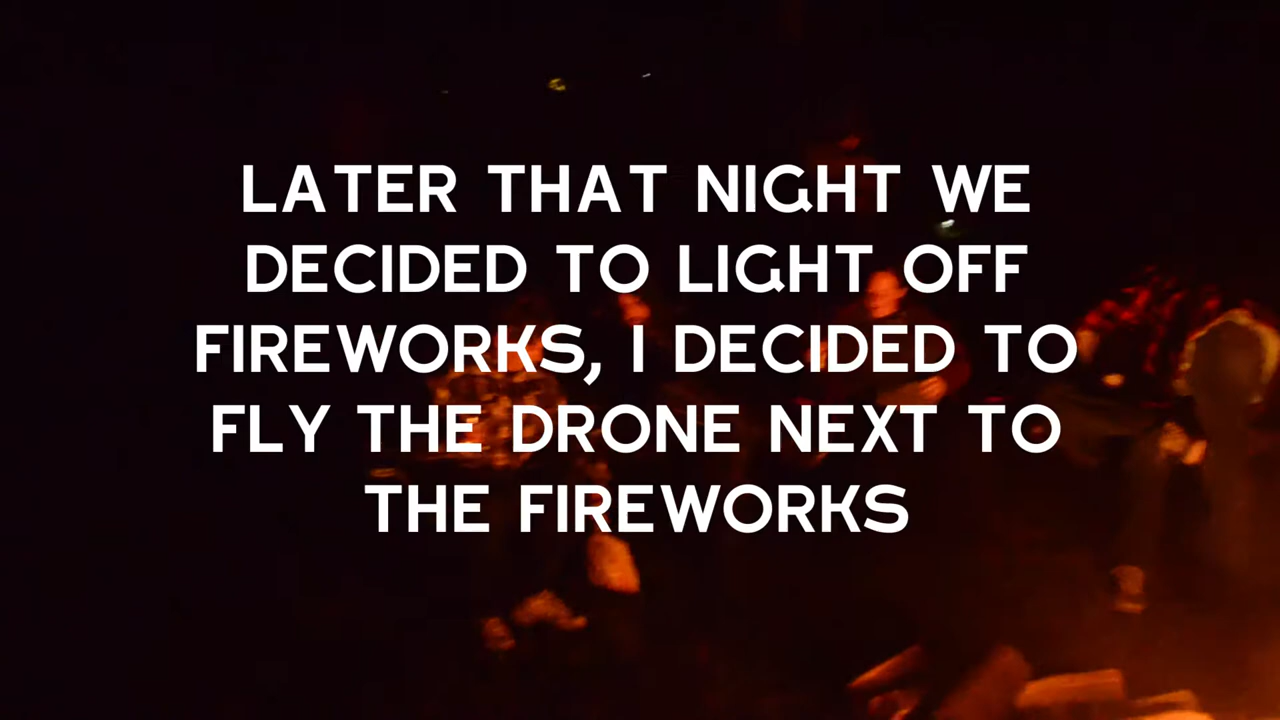 LATER THAT NIGHT WE
DECIDED TO LIGHT OFF
FIREWORKS, I DECIDED TO
FLY THE DRONE NEXT TO
THE FIREWORKS